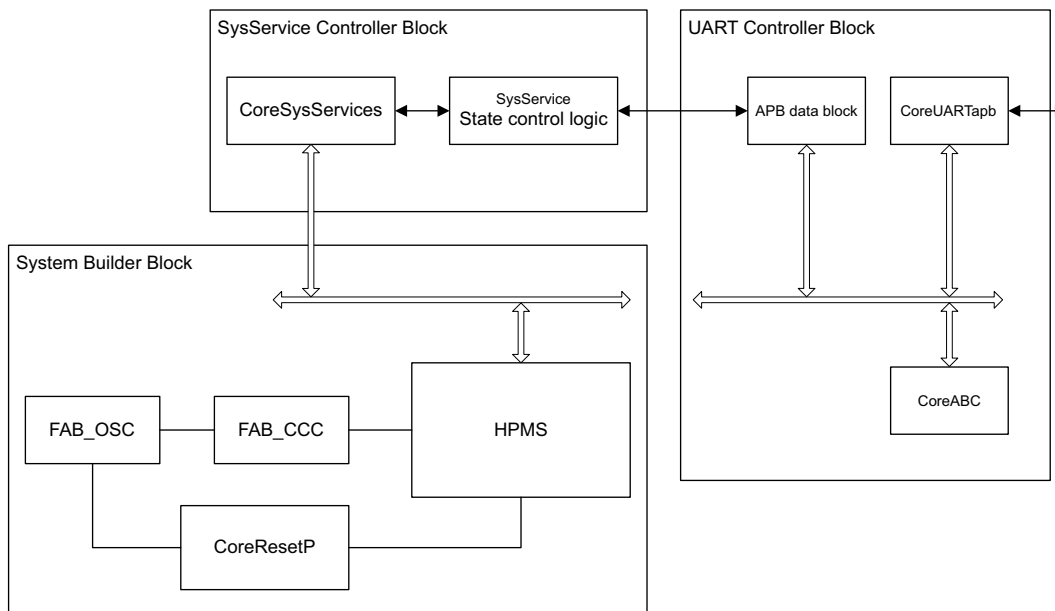 SysService Controller Block
CoreSysServices
SysService
State control logic
UART Controller Block
APB data block
CoreUARTapb
CoreABC
System Builder Block
FAB_OSC
FAB_CCC
HPMS
CoreResetP